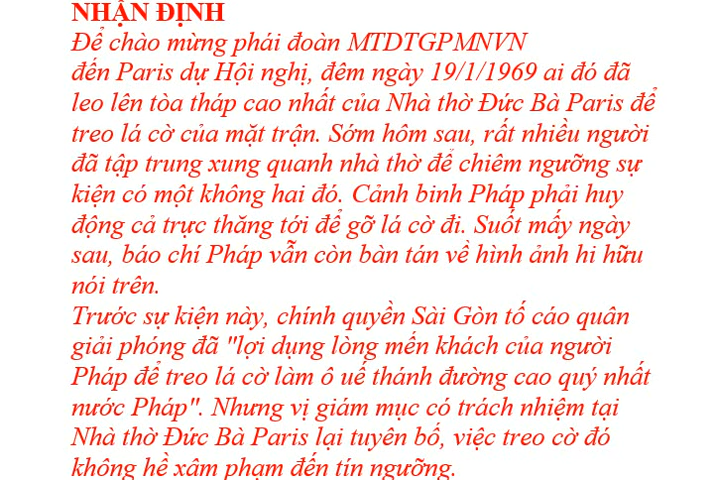 NHẬN ĐỊNH
Để chào mừng phái đoàn MTDTGPMNVN
đến Paris dự Hội nghị, đêm ngày 19/1/1969 ai đó đã
leo lên tòa tháp cao nhất của Nhà thờ Đức Bà Paris để
treo lá cờ của mặt trận. Sớm hôm sau, rất nhiều người
đã tập trung xung quanh nhà thờ để chiêm ngưỡng sự
kiện có một không hai đó. Cảnh binh Pháp phải huy
động cả trực thăng tới để gỡ lá cờ đi. Suốt mấy ngày
sau, báo chí Pháp vẫn còn bàn tán về hình ảnh hi hữu
nói trên.
Trước sự kiện này, chính quyền Sài Gòn tố cáo quân
giải phóng đã "lợi dụng lòng mến khách của người
Pháp để treo lá cờ làm ô uế thánh đường cao quý nhất
nước Pháp". Nhưng vị giám mục có trách nhiệm tại
Nhà thờ Đức Bà Paris lại tuyên bố, việc treo cờ đó
không hề xâm phạm đến tín ngưỡng.